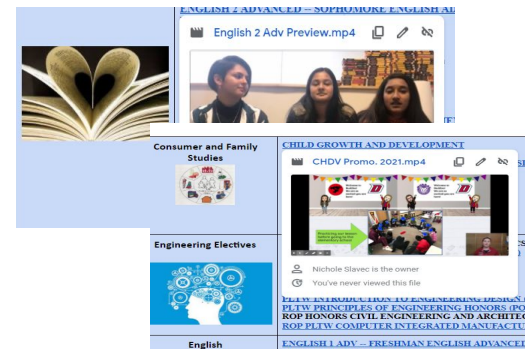 ENGLISH 2 ADVANCED -- SOPHOMORE ENGLISH
English 2 Adv Preview.mp4
Consumer and Family
Studies
CHILD GROWTH AND DEVELOPMENT
CHDV Promo. 2021.mp4
Nichole Slavec is the owner
You've never viewed this file
Engineering Electives
PLTW INTRODUCTION TO ENGINEERING DESIGN
PLTW PRINCIPLES OF ENGINEERING HONORS (PO
ROP HONORS CIVIL ENGINEERING AND ARCHITEC
ROP PLTW COMPUTER INTEGRATED MANUFACTU
English
ENGLISH 1 ADV -- FRESHMAN ENGLISH ADVANCED